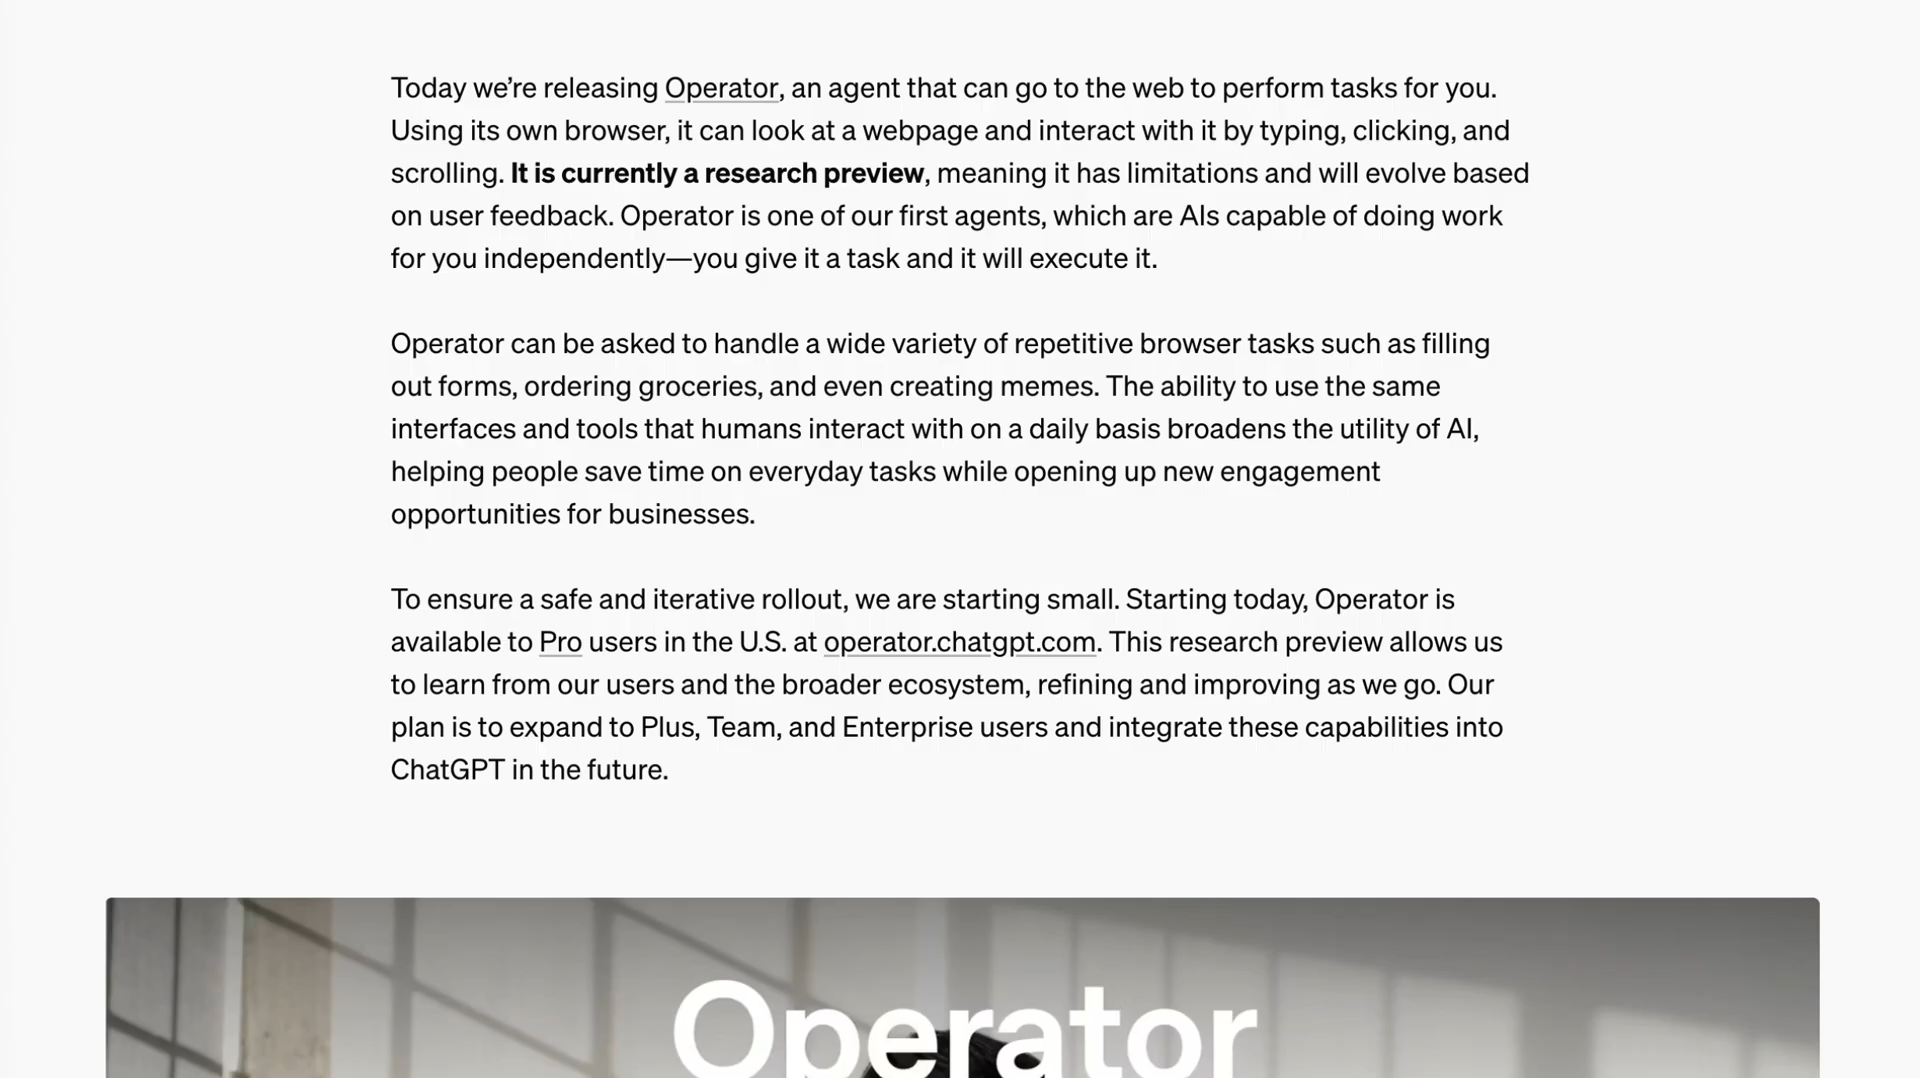 Today we’re releasing Operator, an agent that can go to the web to perform tasks for you.
Using its own browser, it can look at a webpage and interact with it by typing, clicking, and
scrolling. It is currently a research preview, meaning it has limitations and will evolve based
on user feedback. Operator is one of our first agents, which are AIs capable of doing work
for you independently—you give it a task and it will execute it.
Operator can be asked to handle a wide variety of repetitive browser tasks such as filling
out forms, ordering groceries, and even creating memes. The ability to use the same
interfaces and tools that humans interact with on a daily basis broadens the utility of AI,
helping people save time on everyday tasks while opening up new engagement
opportunities for businesses.
To ensure a safe and iterative rollout, we are starting small. Starting today, Operator is
available to Pro users in the U.S. at operator.chatgpt.com. This research preview allows us
to learn from our users and the broader ecosystem, refining and improving as we go. Our
plan is to expand to Plus, Team, and Enterprise users and integrate these capabilities into
ChatGPT in the future.
Operator